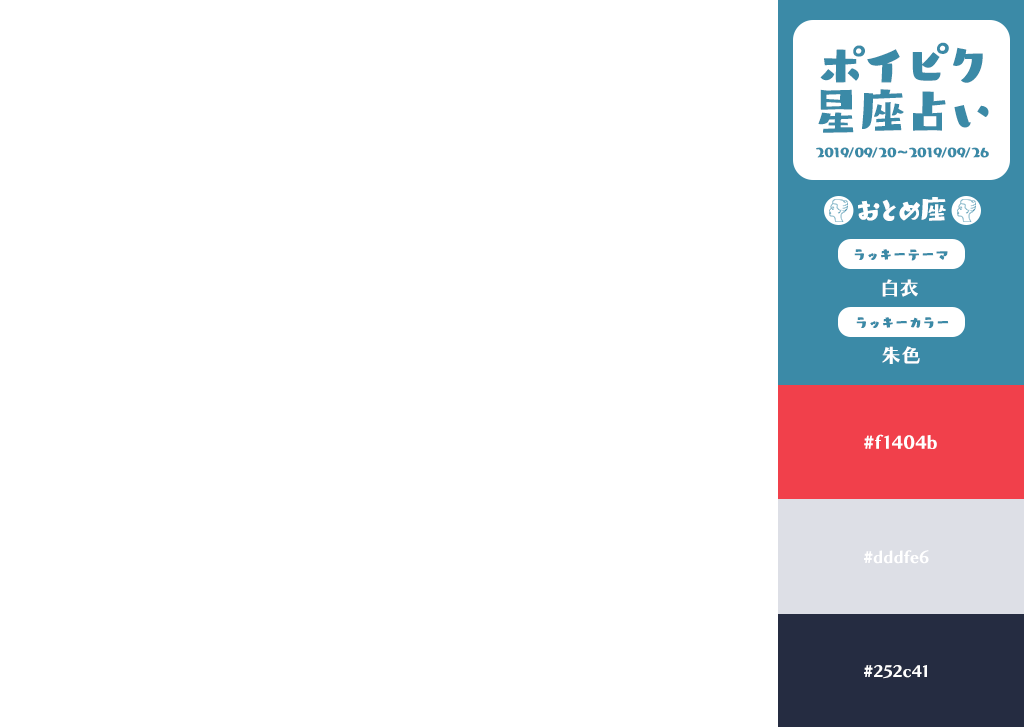 ポイピク
星座占い
2019/09/20～2019/09/26
おとめ座
ラッキーテーマ
白衣
ラッキーカラー
朱色
#f1404b
#dddfe6
#252c41